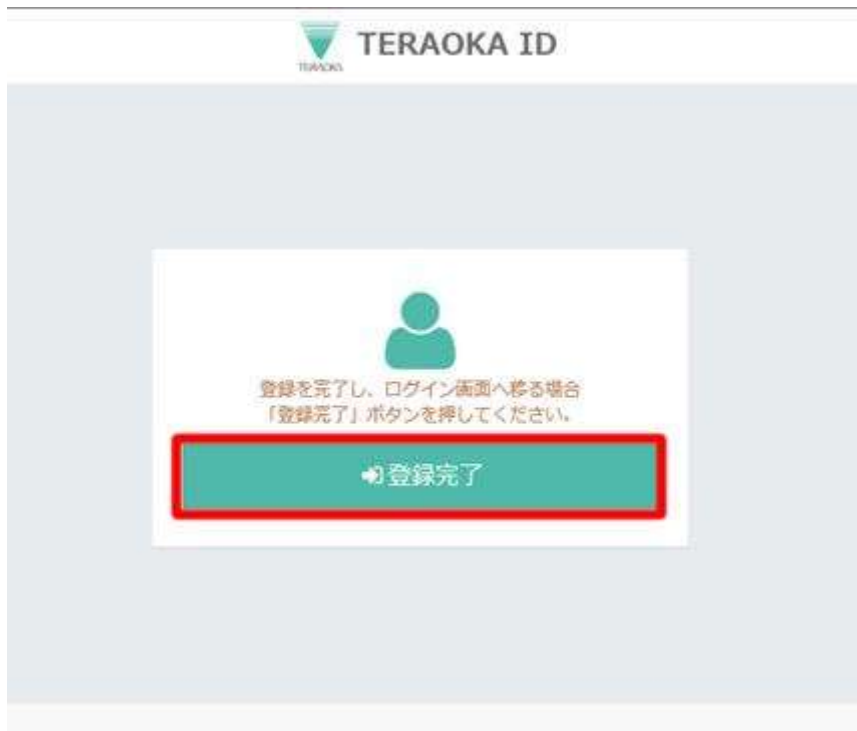 TERAOKA ID
TERAOKA
登録を完了し、ログイン画面へ移る場合
「登録完了」ボタンを押してください。
登録完了